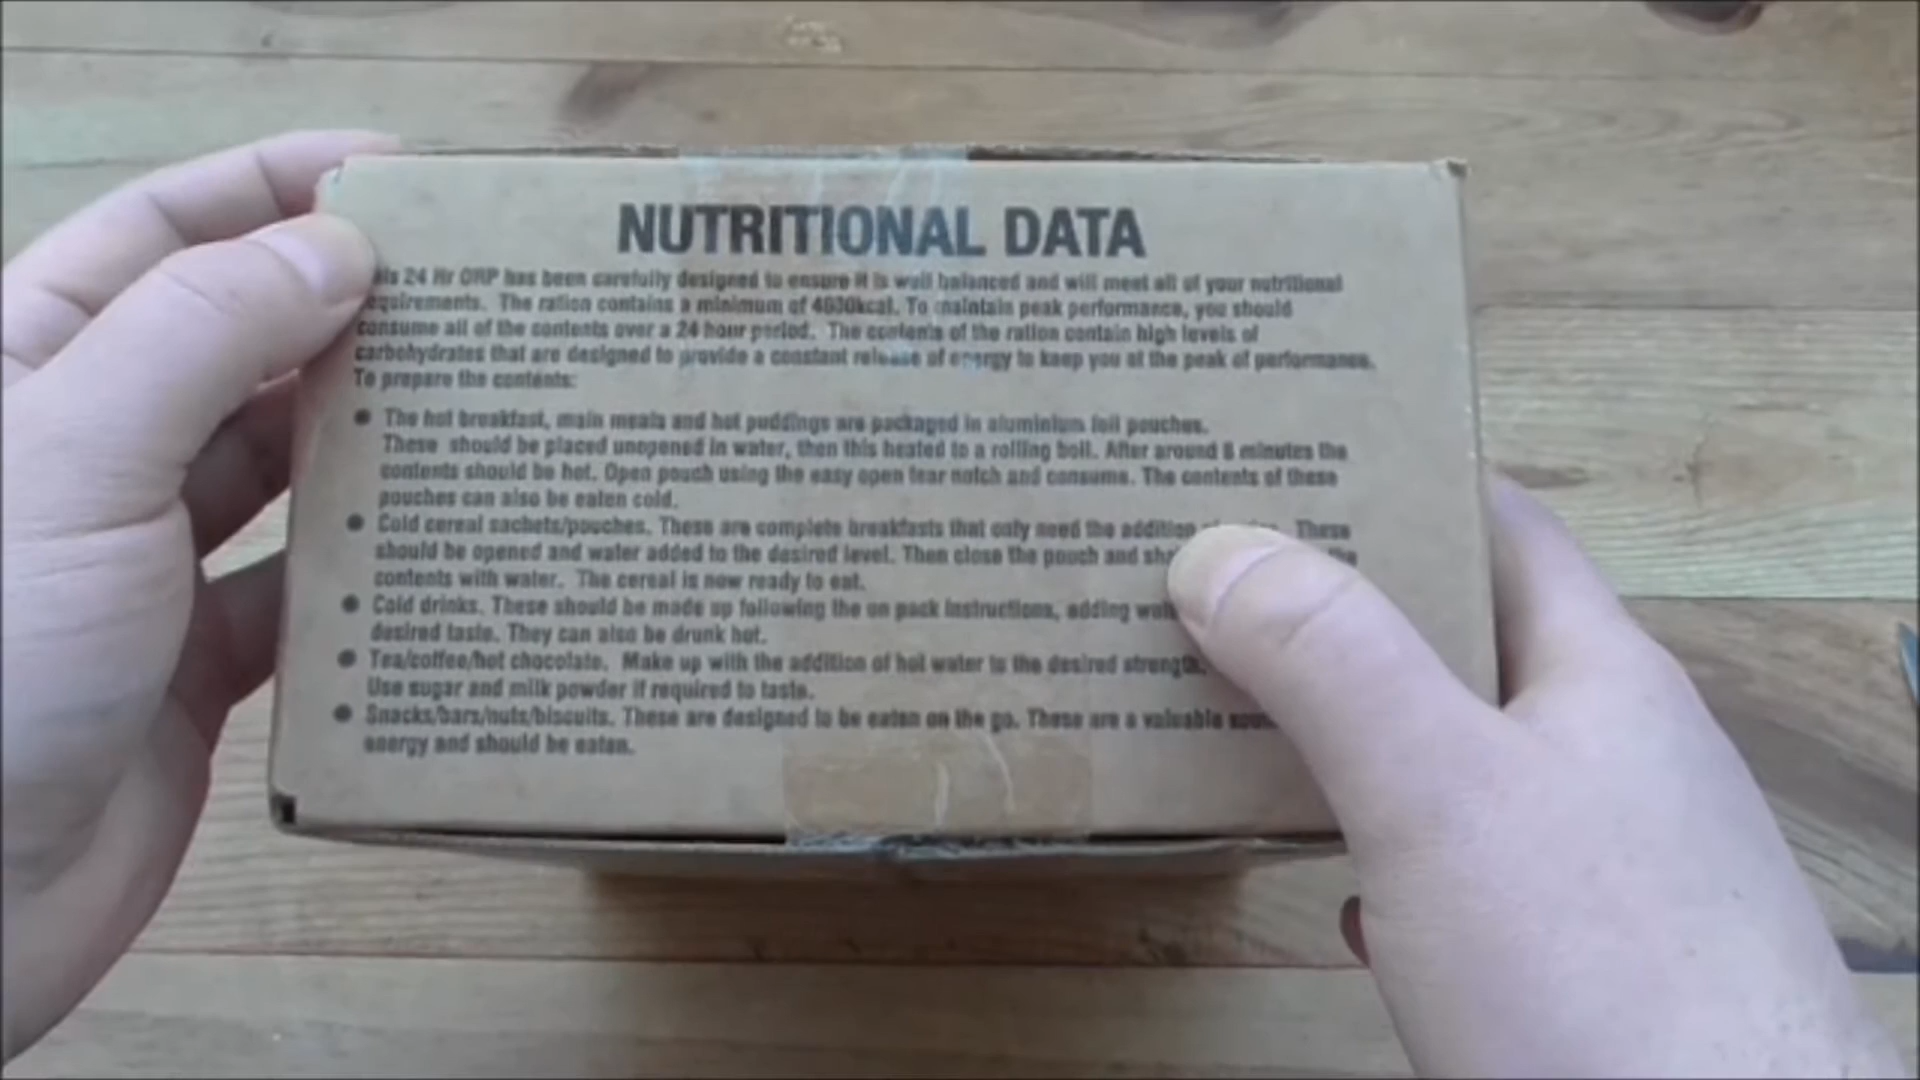 NUTRITIONAL DATA
24 Hr ORP has been carefully designed to ensure it is well balanced and will meet all of your nutritional
requirements. The ration contains a minimum of 4000kcal. To maintain peak performance, you should
consume all of the contents over a 24 hour period. The contents of the ration contain high levels of
carbohydrates that are designed to provide a constant release of energy to keep you at the peak of performance.
To prepare the contents:
● The hot breakfast, main meals and hot puddings are packaged in aluminium foil pouches.
These should be placed unopened in water, then this heated to a rolling boil. After around 8 minutes the
contents should be hot. Open pouch using the easy open tear notch and consume. The contents of these
pouches can also be eaten cold.
● Cold cereal sachets/pouches. These are complete breakfasts that only need the addition These
should be opened and water added to the desired level. Then close the pouch and the
contents with water. The cereal is now ready to eat.
● Cold drinks. These should be made up following the on pack instructions, adding
desired taste. They can also be drunk hot.
● Tea/coffee/hot chocolate. Make up with the addition of hot water to the desired strength.
Use sugar and milk powder if required to taste.
● Snacks/bars/nuts/biscuits. These are designed to be eaten on the go. These are a valuable
energy and should be eaten.